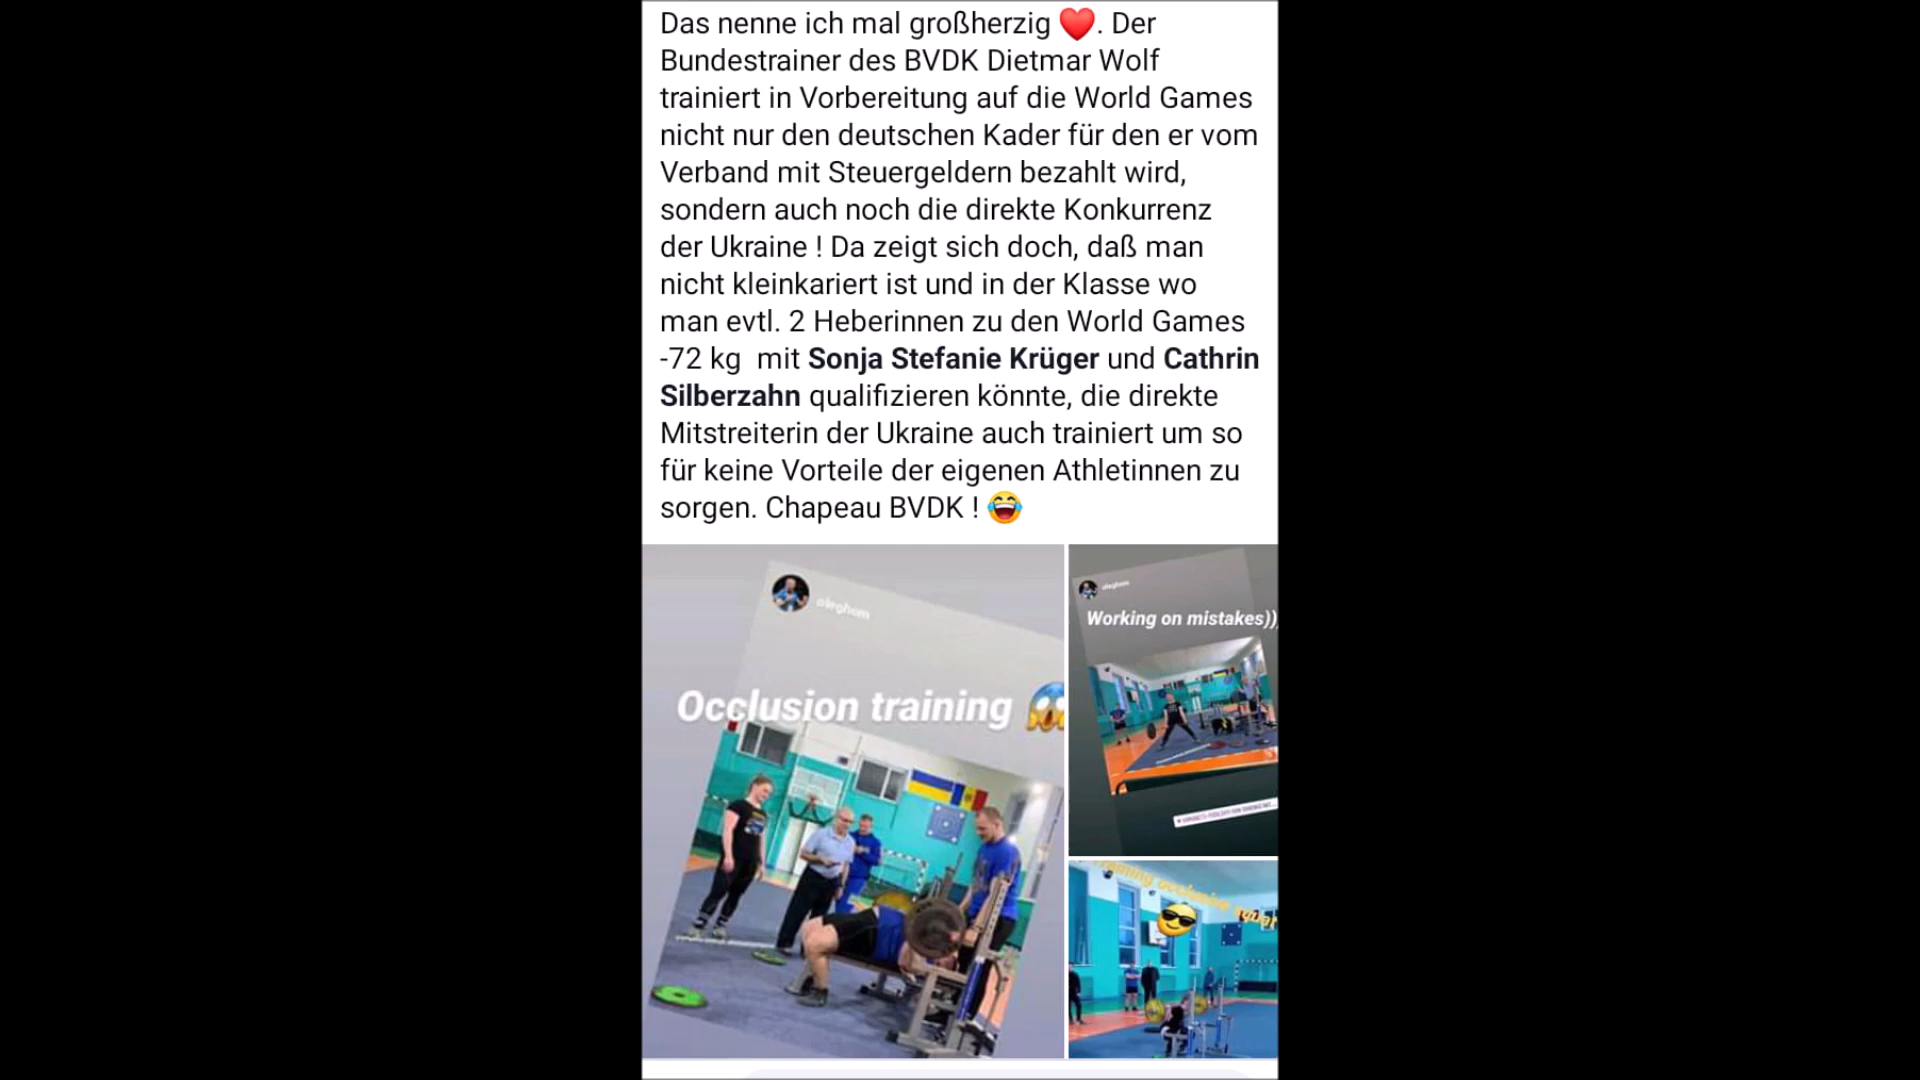 Das nenne ich mal großherzig ❤️. Der
Bundestrainer des BVDK Dietmar Wolf
trainiert in Vorbereitung auf die World Games
nicht nur den deutschen Kader für den er vom
Verband mit Steuergeldern bezahlt wird,
sondern auch noch die direkte Konkurrenz
der Ukraine ! Da zeigt sich doch, daß man
nicht kleinkariert ist und in der Klasse wo
man evtl. 2 Heberinnen zu den World Games
-72 kg  mit Sonja Stefanie Krüger und Cathrin
Silberzahn qualifizieren könnte, die direkte
Mitstreiterin der Ukraine auch trainiert um so
für keine Vorteile der eigenen Athletinnen zu
sorgen. Chapeau BVDK ! 😂
oleghom
Occlusion training 😱
oleghom
Working on mistakes))
occlusion